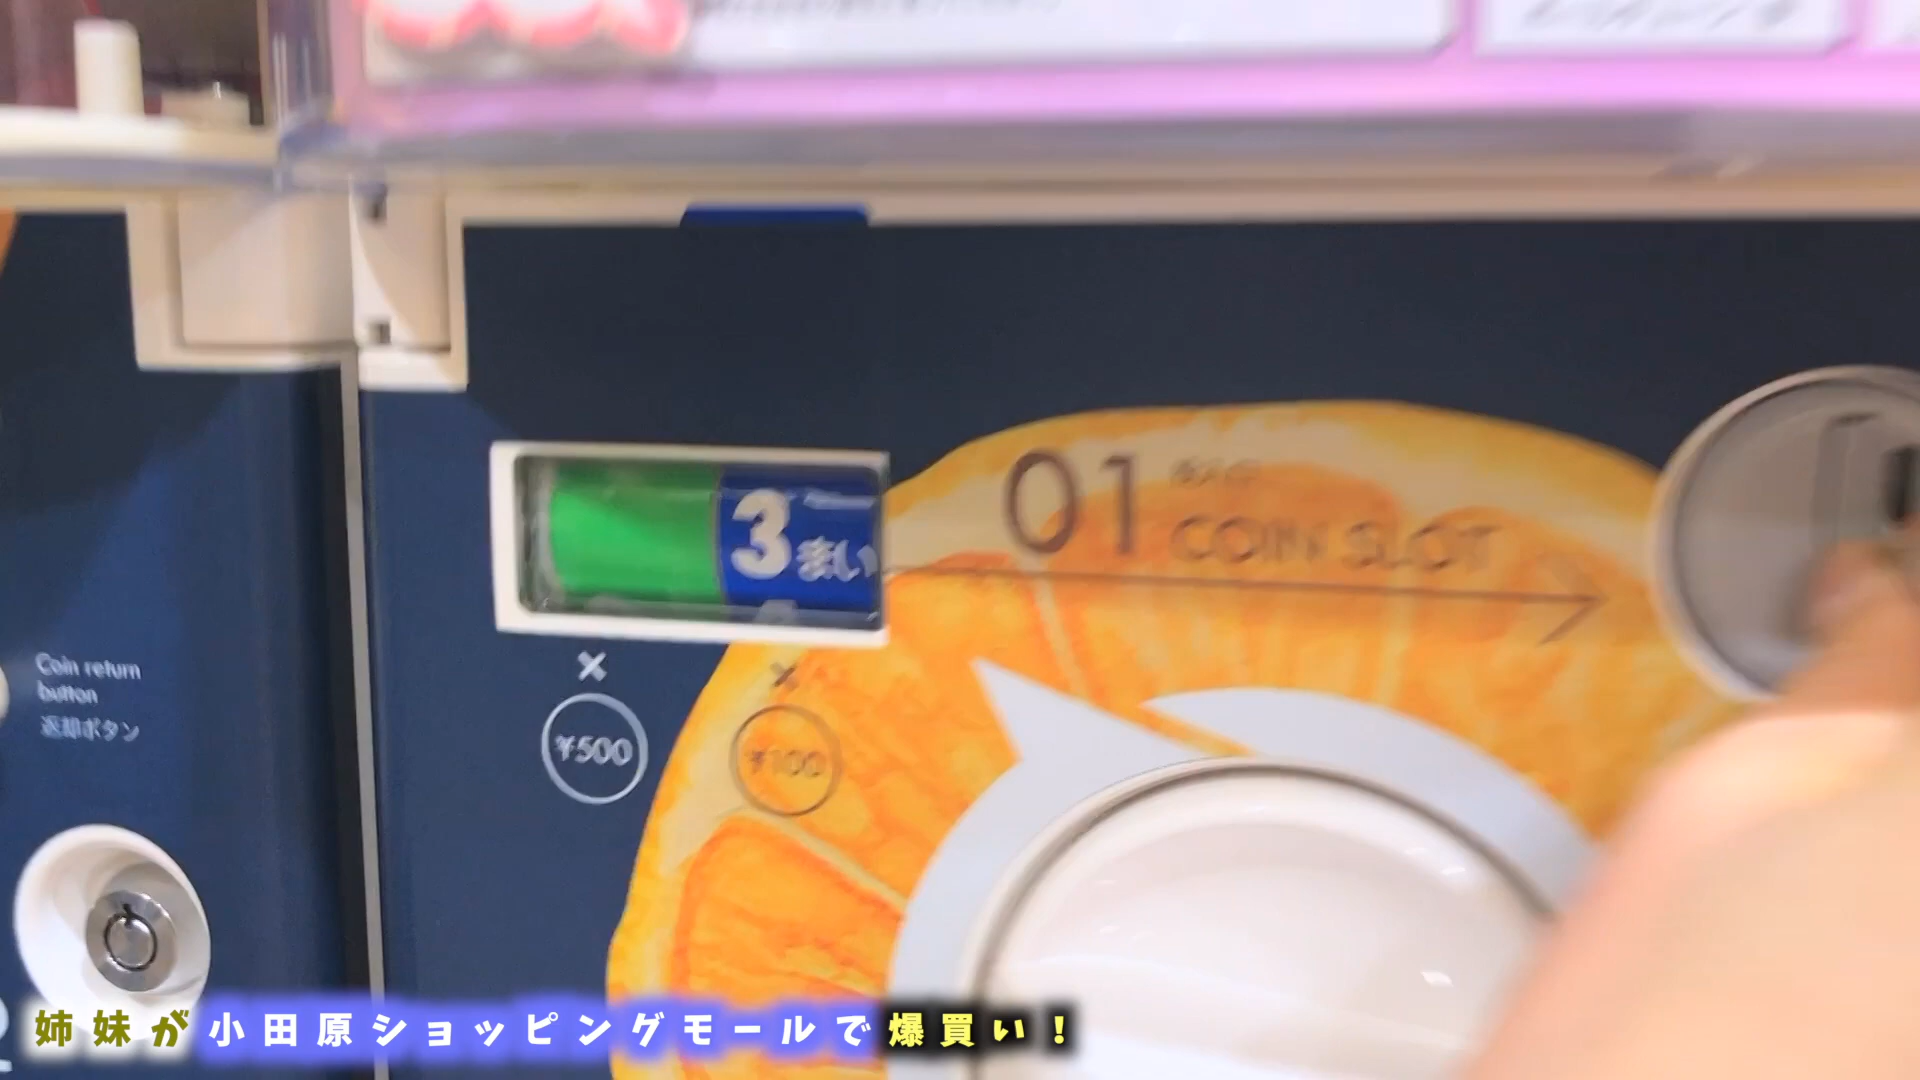 01
COIN SLOT
3まい
×
×
¥500
¥100
Coin return
button
返却ボタン
姉妹が小田原ショッピングモールで爆買い！